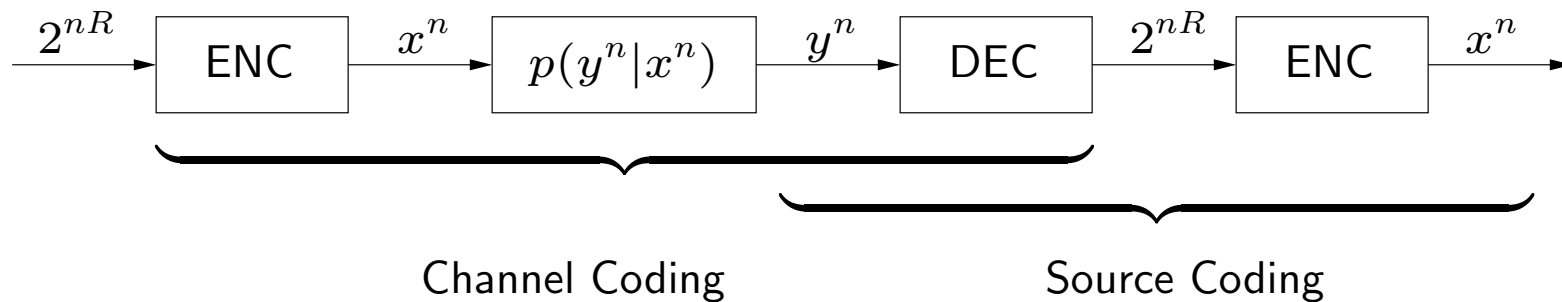 2^{nR} ENC x^n p(y^n|x^n) y^n DEC 2^{nR} ENC x^n
Channel Coding Source Coding